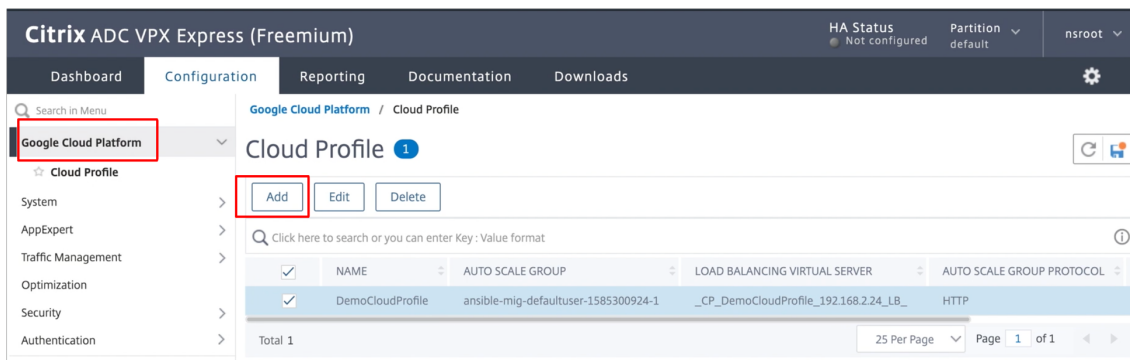 Citrix ADC VPX Express (Freemium)
HA Status
Not configured
Partition
default
nsroot
Dashboard
Configuration
Reporting
Documentation
Downloads
Search in Menu
Google Cloud Platform
Cloud Profile
System
AppExpert
Traffic Management
Optimization
Security
Authentication
Google Cloud Platform / Cloud Profile
Cloud Profile 1
Add
Edit
Delete
Click here to search or you can enter Key : Value format
NAME AUTO SCALE GROUP LOAD BALANCING VIRTUAL SERVER AUTO SCALE GROUP PROTOCOL
DemoCloudProfile ansible-mig-defaultuser-1585300924-1 _CP_DemoCloudProfile_192.168.2.24_LB_ HTTP
Total 1
25 Per Page
Page 1 of 1